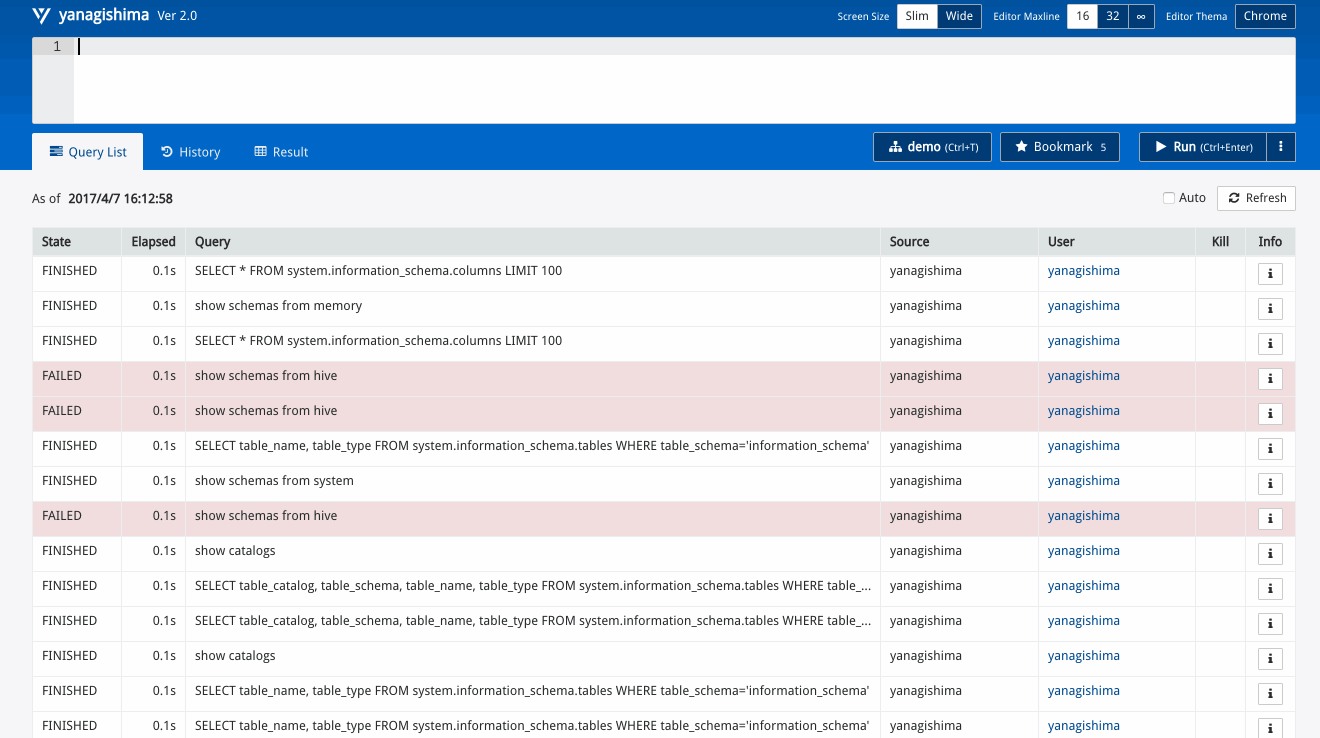 yanagishima Ver 2.0 Screen Size Slim Wide Editor Maxline 16 32 ∞ Editor Thema Chrome
1
Query List History Result demo (Ctrl+T) Bookmark 5 Run (Ctrl+Enter)
As of 2017/4/7 16:12:58 Auto Refresh
State Elapsed Query Source User Kill Info
FINISHED 0.1s SELECT * FROM system.information_schema.columns LIMIT 100 yanagishima yanagishima i
FINISHED 0.1s show schemas from memory yanagishima yanagishima i
FINISHED 0.1s SELECT * FROM system.information_schema.columns LIMIT 100 yanagishima yanagishima i
FAILED 0.1s show schemas from hive yanagishima yanagishima i
FAILED 0.1s show schemas from hive yanagishima yanagishima i
FINISHED 0.1s SELECT table_name, table_type FROM system.information_schema.tables WHERE table_schema='information_schema' yanagishima yanagishima i
FINISHED 0.1s show schemas from system yanagishima yanagishima i
FAILED 0.1s show schemas from hive yanagishima yanagishima i
FINISHED 0.1s show catalogs yanagishima yanagishima i
FINISHED 0.1s SELECT table_catalog, table_schema, table_name, table_type FROM system.information_schema.tables WHERE table_... yanagishima yanagishima i
FINISHED 0.1s SELECT table_catalog, table_schema, table_name, table_type FROM system.information_schema.tables WHERE table_... yanagishima yanagishima i
FINISHED 0.1s show catalogs yanagishima yanagishima i
FINISHED 0.1s SELECT table_name, table_type FROM system.information_schema.tables WHERE table_schema='information_schema' yanagishima yanagishima i
FINISHED 0.1s SELECT table_name, table_type FROM system.information_schema.tables WHERE table_schema='information_schema' yanagishima yanagishima i